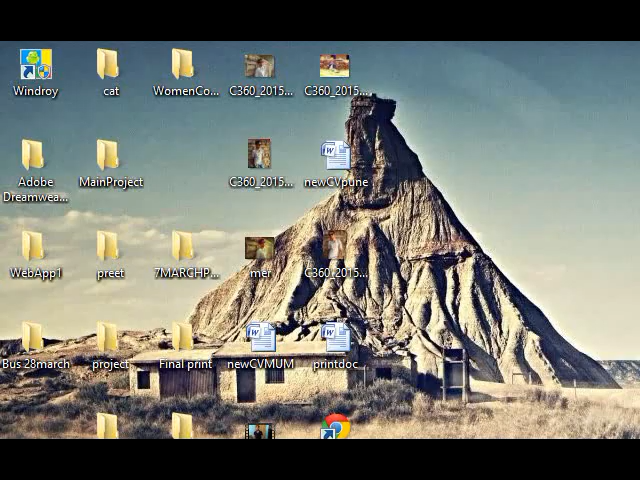 Windroy
cat
WomenCo...
C360_2015...
C360_2015...
Adobe
Dreamwea...
MainProject
C360_2015...
newCVpune
WebApp1
preet
7MARCHP...
mer
C360_2015...
Bus 28march
project
Final print
newCVMUM
printdoc